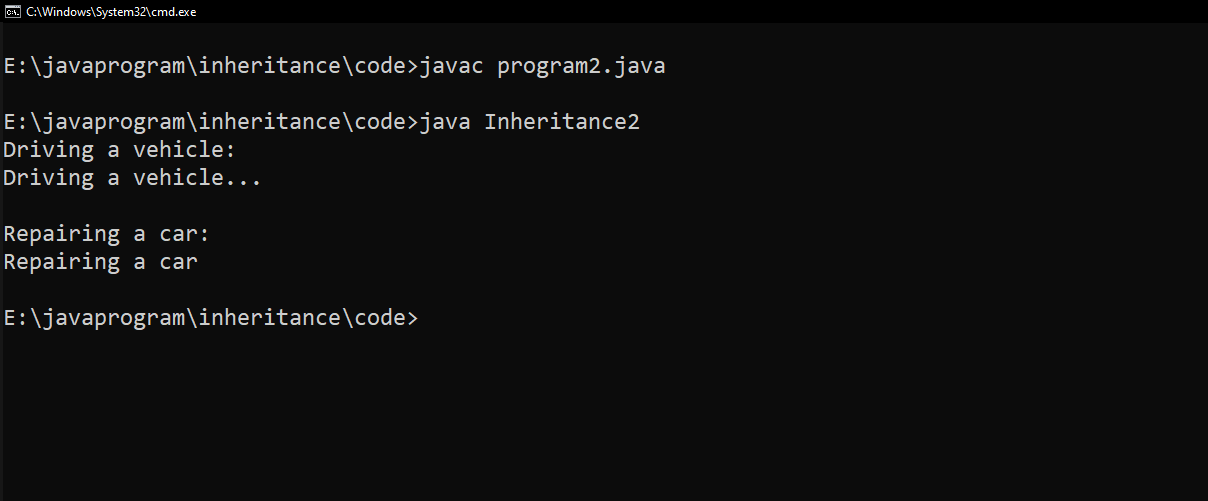 C:\Windows\System32\cmd.exe
E:\javaprogram\inheritance\code>javac program2.java
E:\javaprogram\inheritance\code>java Inheritance2
Driving a vehicle:
Driving a vehicle...
Repairing a car:
Repairing a car
E:\javaprogram\inheritance\code>